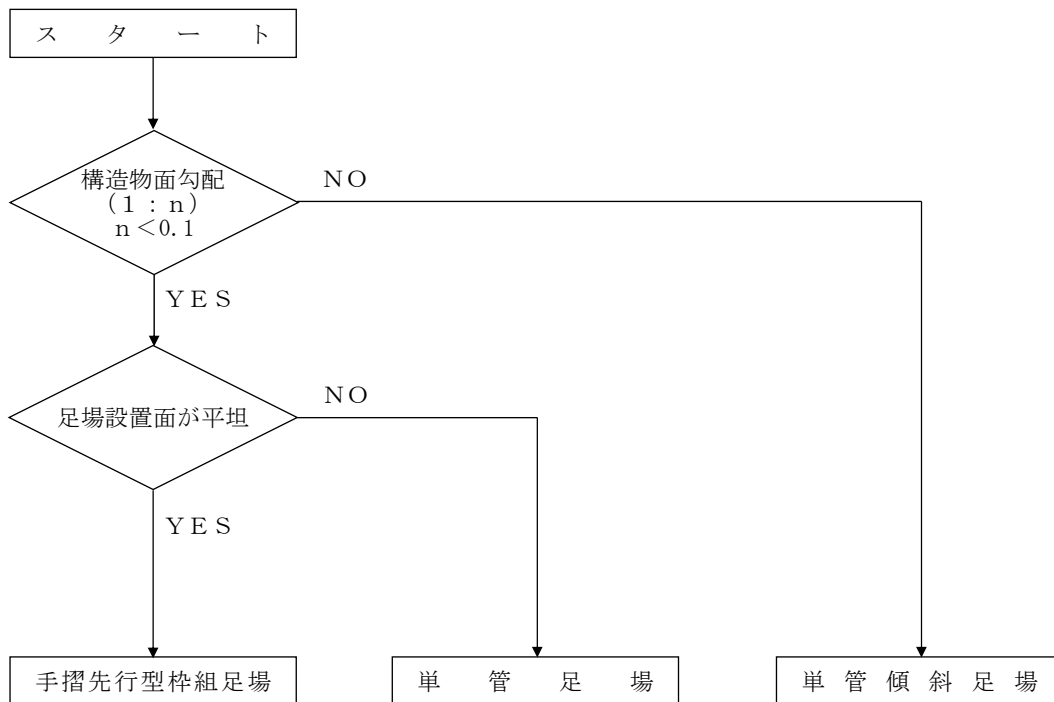 スタート
構造物面勾配
（１：ｎ）
ｎ＜0.1
ＮＯ
ＹＥＳ
足場設置面が平坦
ＮＯ
ＹＥＳ
手摺先行型枠組足場
単管足場
単管傾斜足場